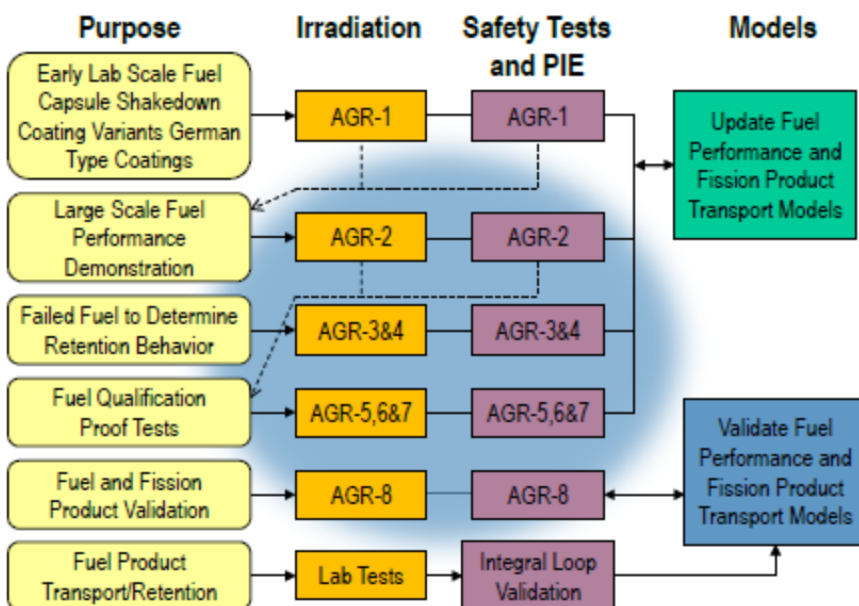 Purpose
Irradiation
Safety Tests
and PIE
Models
Early Lab Scale Fuel
Capsule Shakedown
Coating Variants German
Type Coatings
AGR-1
AGR-1
Update Fuel
Performance and
Fission Product
Transport Models
Large Scale Fuel
Performance
Demonstration
AGR-2
AGR-2
Failed Fuel to Determine
Retention Behavior
AGR-3&4
AGR-3&4
Fuel Qualification
Proof Tests
AGR-5,6&7
AGR-5,6&7
Validate Fuel
Performance and
Fission Product
Transport Models
Fuel and Fission
Product Validation
AGR-8
AGR-8
Fuel Product
Transport/Retention
Lab Tests
Integral Loop
Validation